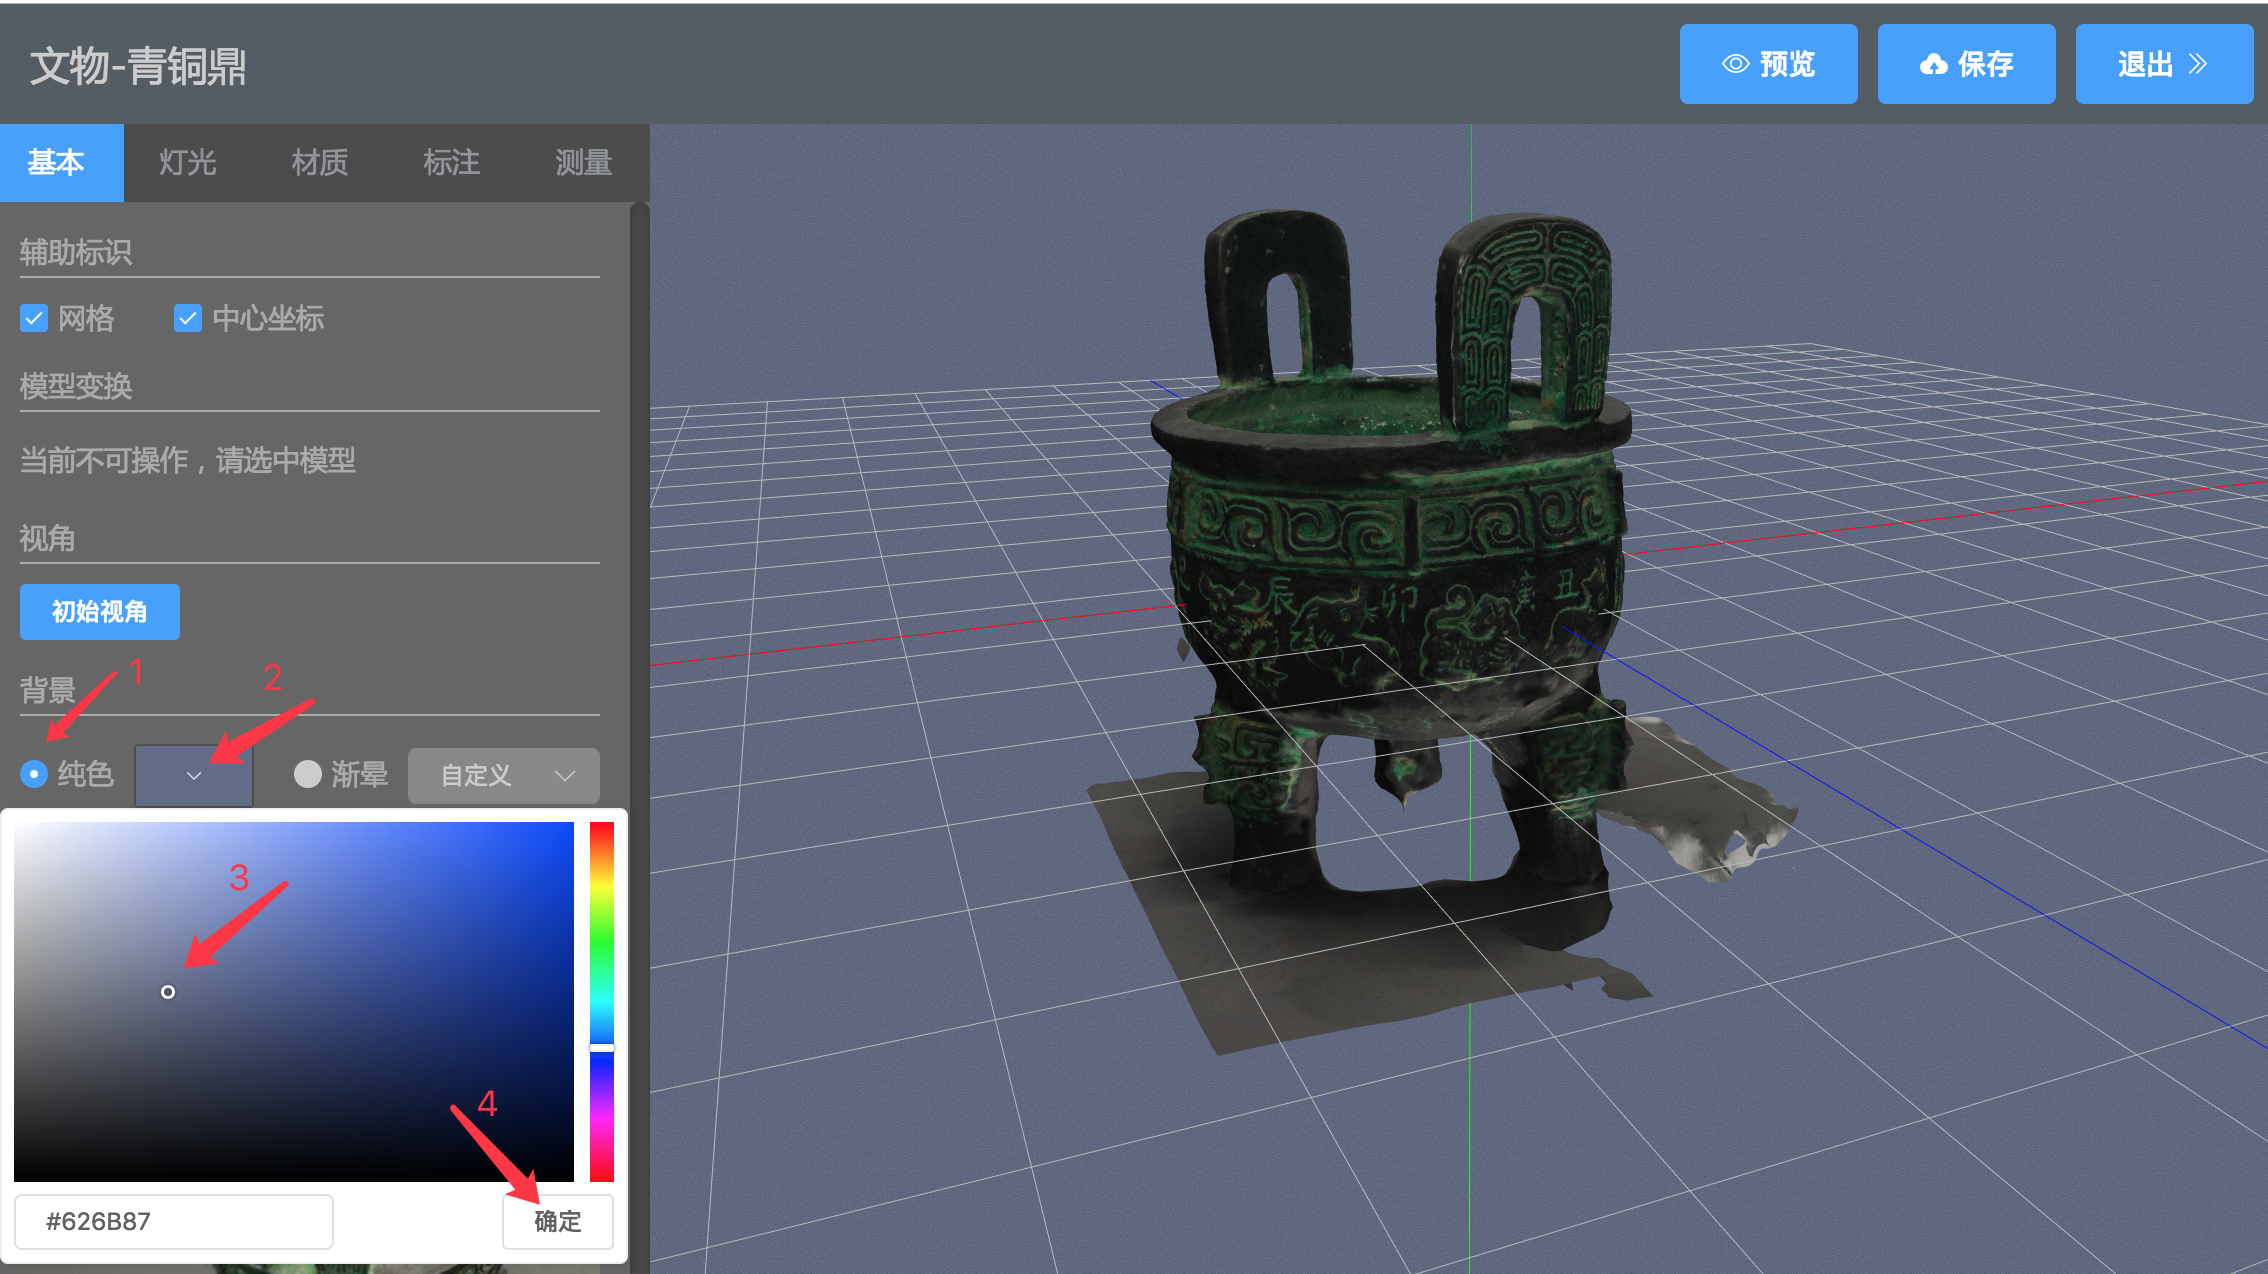 文物-青铜鼎
预览 保存 退出
基本 灯光 材质 标注 测量
辅助标识
网格 中心坐标
模型变换
当前不可操作，请选中模型
视角
初始视角
1 2
背景
纯色 渐晕 自定义
3
4
#626B87 确定
辰 卯 丑